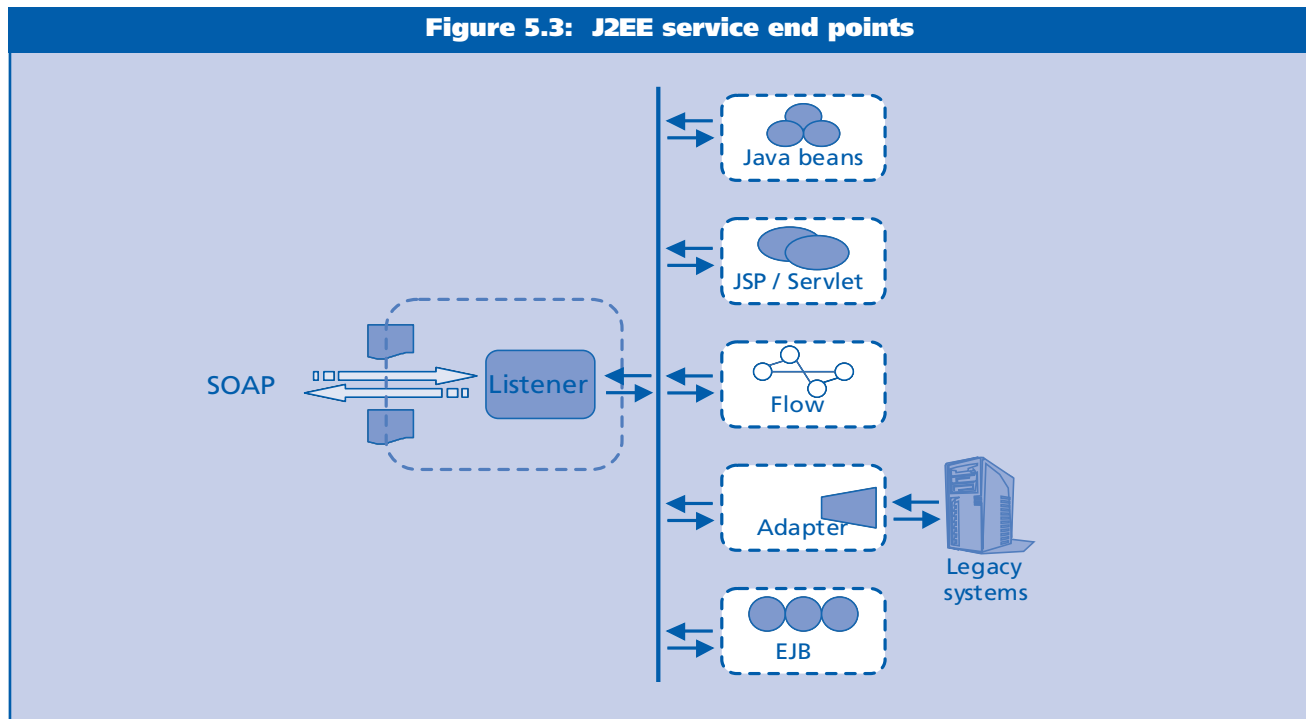 Figure 5.3: J2EE service end points
Java beans
JSP / Servlet
SOAP
Listener
Flow
Adapter
Legacy
systems
EJB